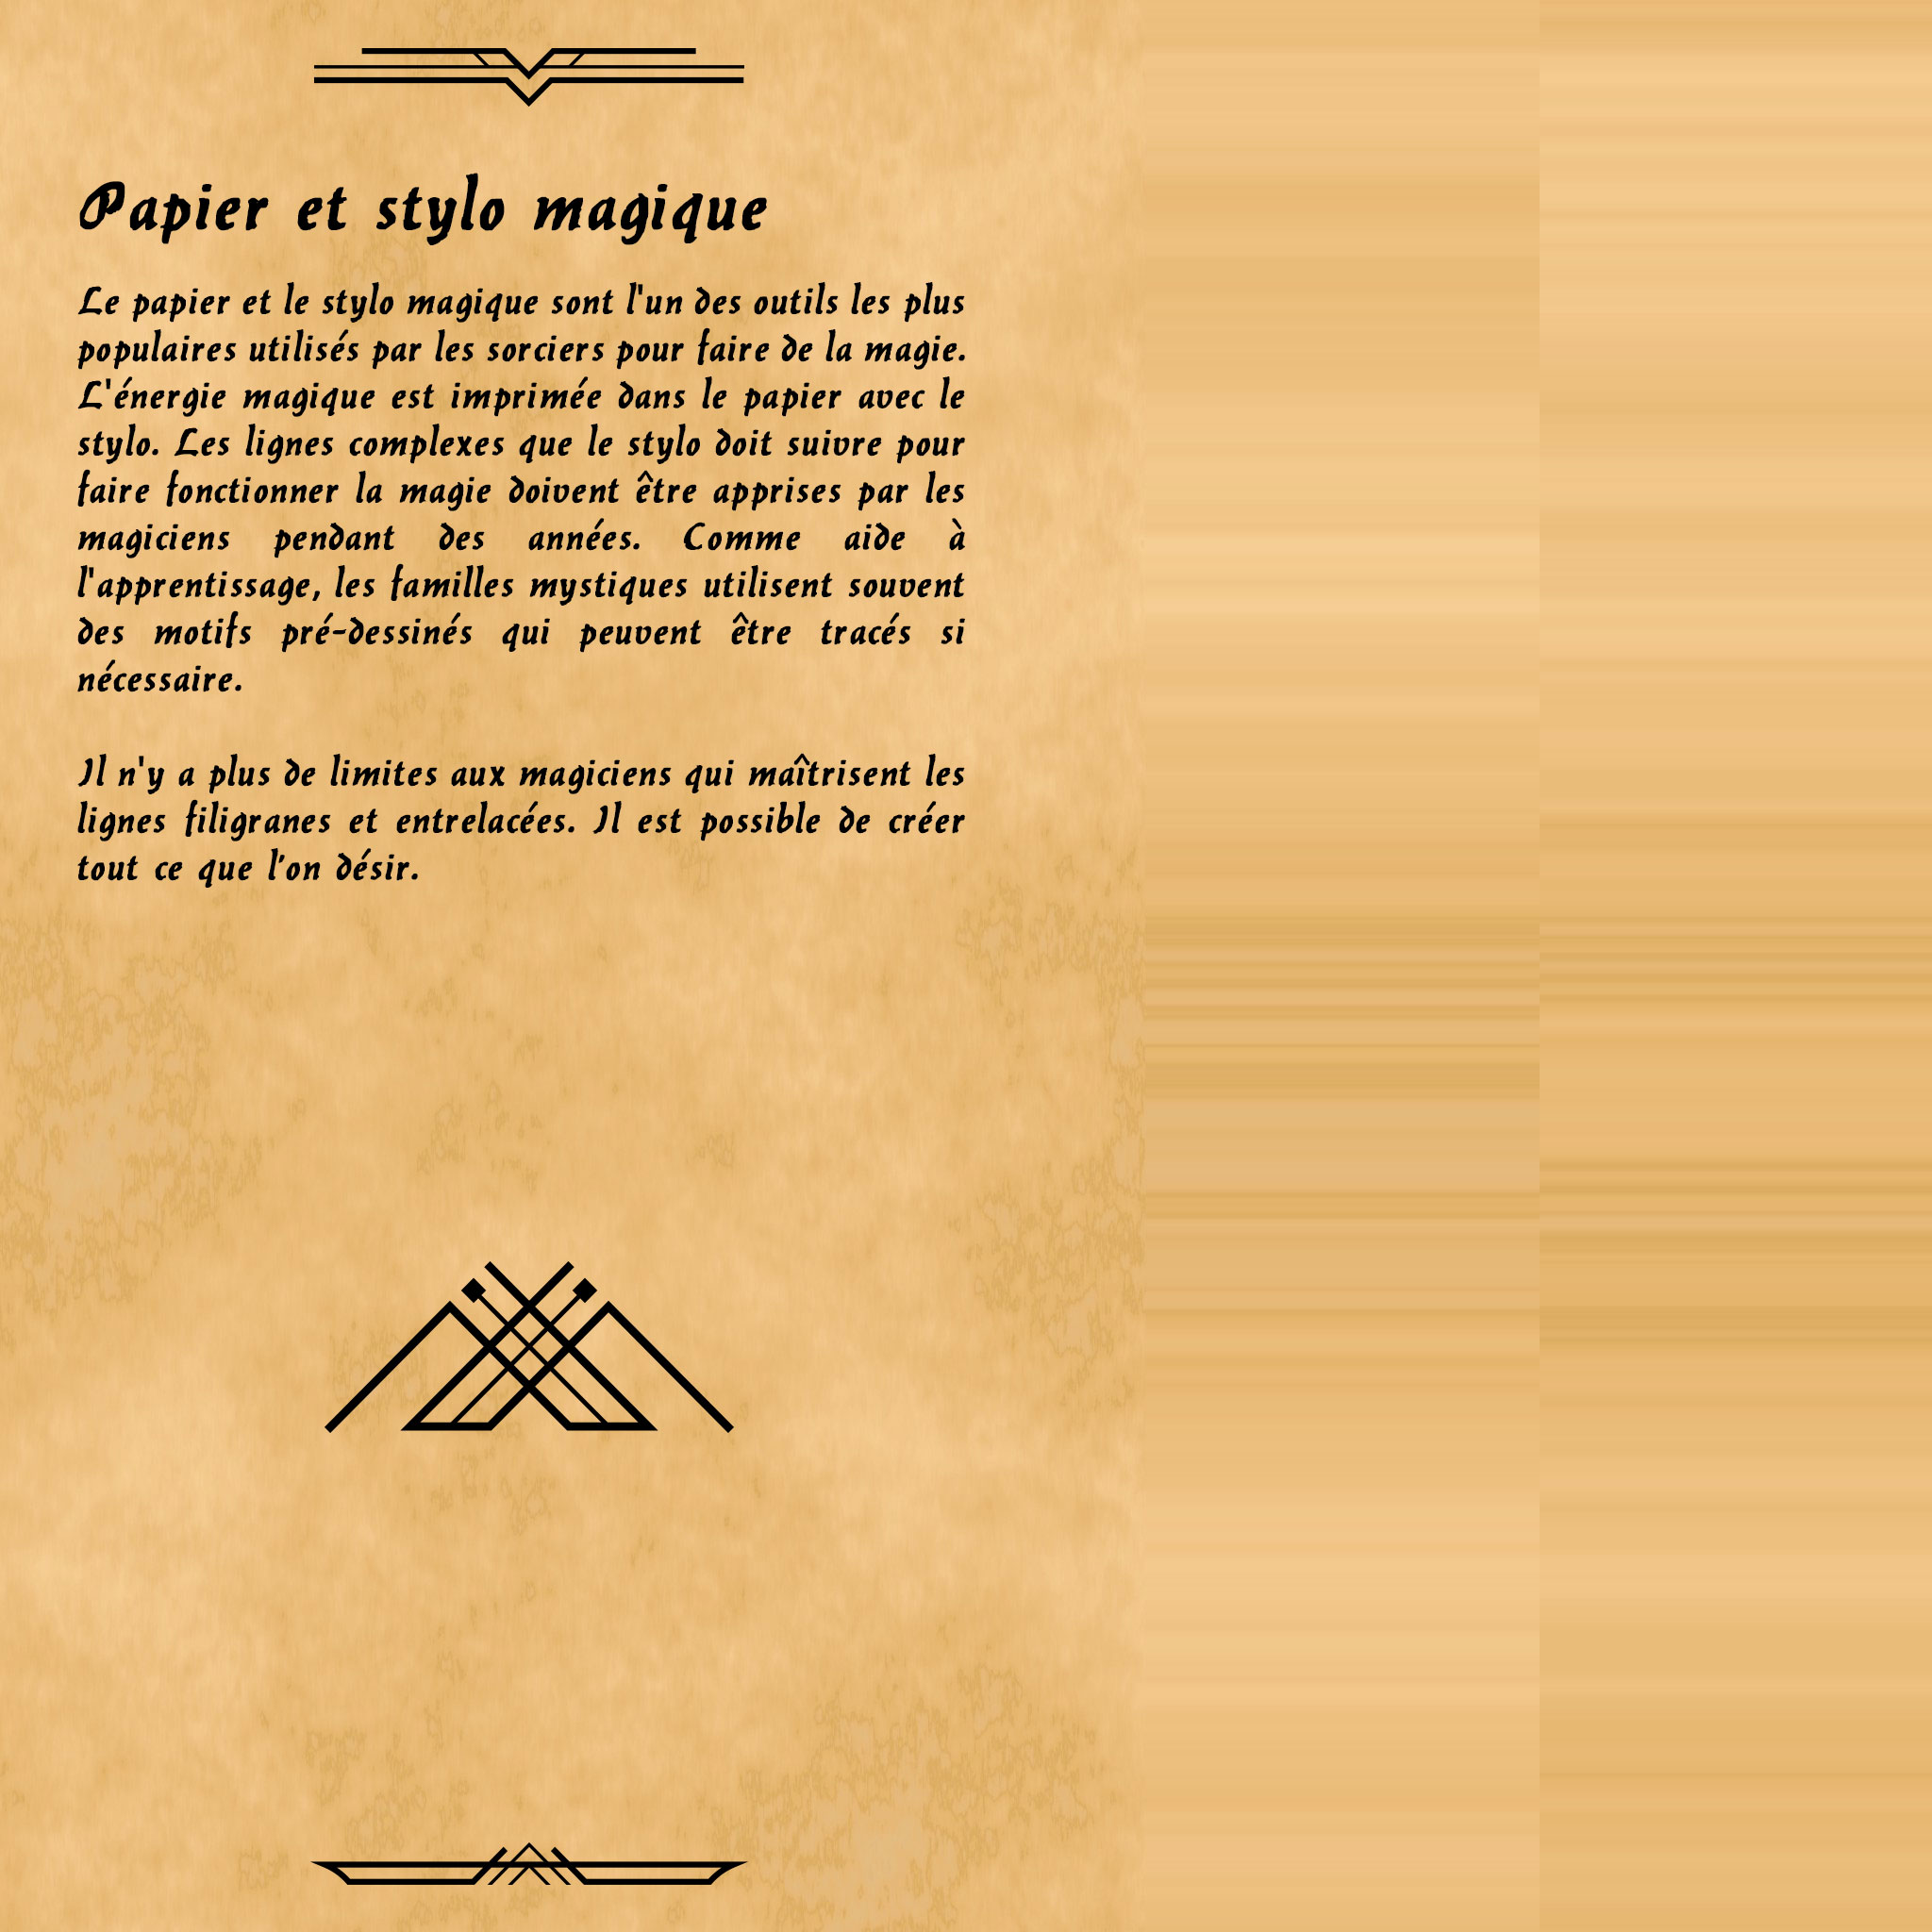 Papier et stylo magique
Le papier et le stylo magique sont l'un des outils les plus
populaires utilisés par les sorciers pour faire de la magie.
L'énergie magique est imprimée dans le papier avec le
stylo. Les lignes complexes que le stylo doit suivre pour
faire fonctionner la magie doivent être apprises par les
magiciens pendant des années. Comme aide à
l'apprentissage, les familles mystiques utilisent souvent
des motifs pré-dessinés qui peuvent être tracés si
nécessaire.
Il n'y a plus de limites aux magiciens qui maîtrisent les
lignes filigranes et entrelacées. Il est possible de créer
tout ce que l’on désir.